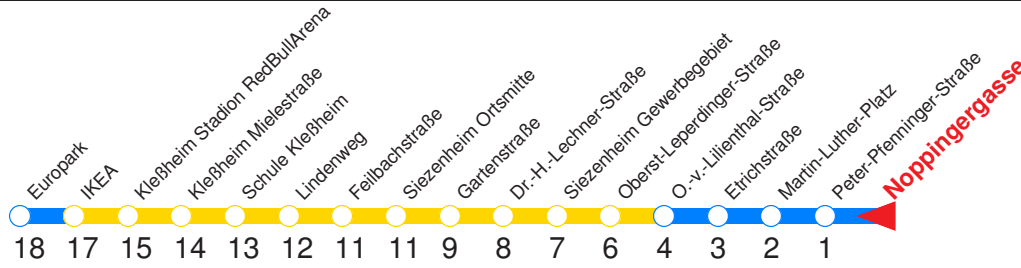 Europark
IKEA
Kleßheim Stadion RedBullArena
Kleßheim Mielestraße
Schule Kleßheim
Lindenweg
Feilbachstraße
Siezenheim Ortsmitte
Gartenstraße
Dr.-H.-Lechner-Straße
Siezenheim Gewerbegebiet
Oberst-Leperdinger-Straße
O.-v.-Lilienthal-Straße
Etrichstraße
Martin-Luther-Platz
Peter-Pfenninger-Straße
Noppingergasse
18 17 15 14 13 12 11 11 9 8 7 6 4 3 2 1